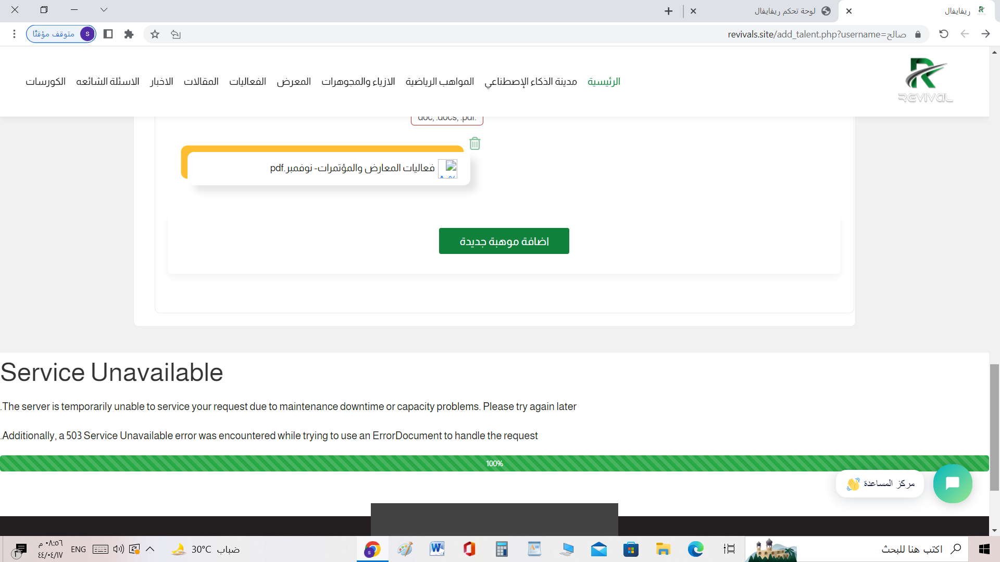 ريفايفال
لوحة تحكم ريفايفال
revivals.site/add_talent.php?username=صالح
متوقف مؤقتًا
S
REVIVAL
الرئيسية
مدينة الذكاء الإصطناعي
المواهب الرياضية
الازياء والمجوهرات
المعرض
الفعاليات
المقالات
الاخبار
الاسئلة الشائعه
الكورسات
.doc, .docs, .pdf
فعاليات المعارض والمؤتمرات- نوفمبر.pdf
اضافة موهبة جديدة
Service Unavailable
.The server is temporarily unable to service your request due to maintenance downtime or capacity problems. Please try again later
.Additionally, a 503 Service Unavailable error was encountered while trying to use an ErrorDocument to handle the request
100%
مركز المساعدة
اكتب هنا للبحث
ضباب 30°C
ENG
٠٨:٥٦ م
٤٤/٠٤/١٧